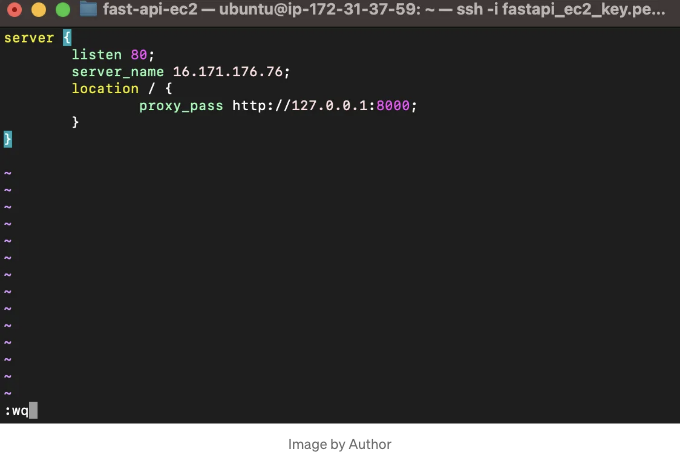 fast-api-ec2 — ubuntu@ip-172-31-37-59: ~ — ssh -i fastapi_ec2_key.pe...
server {
listen 80;
server_name 16.171.176.76;
location / {
proxy_pass http://127.0.0.1:8000;
}
}
~
~
~
~
~
~
~
~
~
~
~
~
~
~
:wq
Image by Author